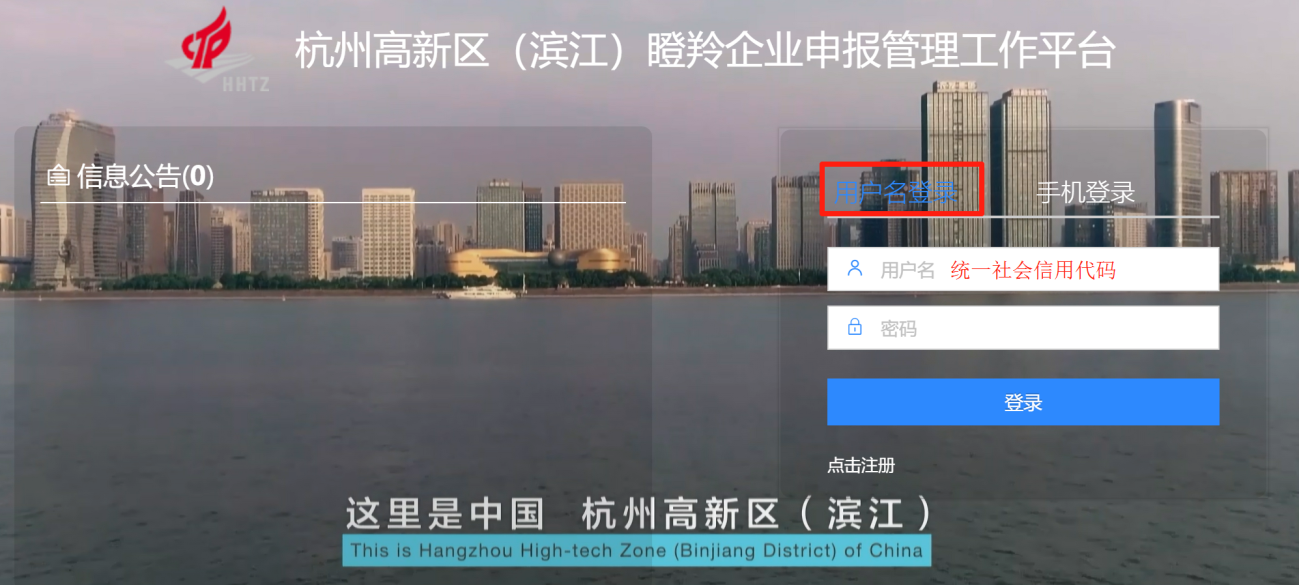 HHTZ
杭州高新区（滨江）瞪羚企业申报管理工作平台
信息公告(0)
用户名登录
手机登录
用户名 统一社会信用代码
密码
登录
点击注册
这里是中国 杭州高新区（滨江）
This is Hangzhou High-tech Zone (Binjiang District) of China